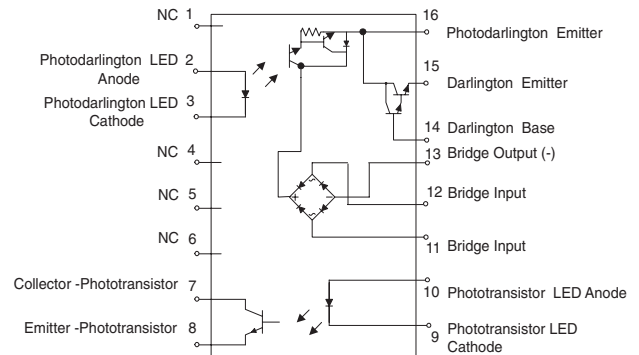 NC 1
Photodarlington LED 2
Anode
Photodarlington LED 3
Cathode
NC 4
NC 5
NC 6
Collector -Phototransistor 7
Emitter -Phototransistor 8
16
Photodarlington Emitter
15
Darlington Emitter
14 Darlington Base
13 Bridge Output (-)
12 Bridge Input
11 Bridge Input
10 Phototransistor LED Anode
9 Phototransistor LED
Cathode
+
~
~
–